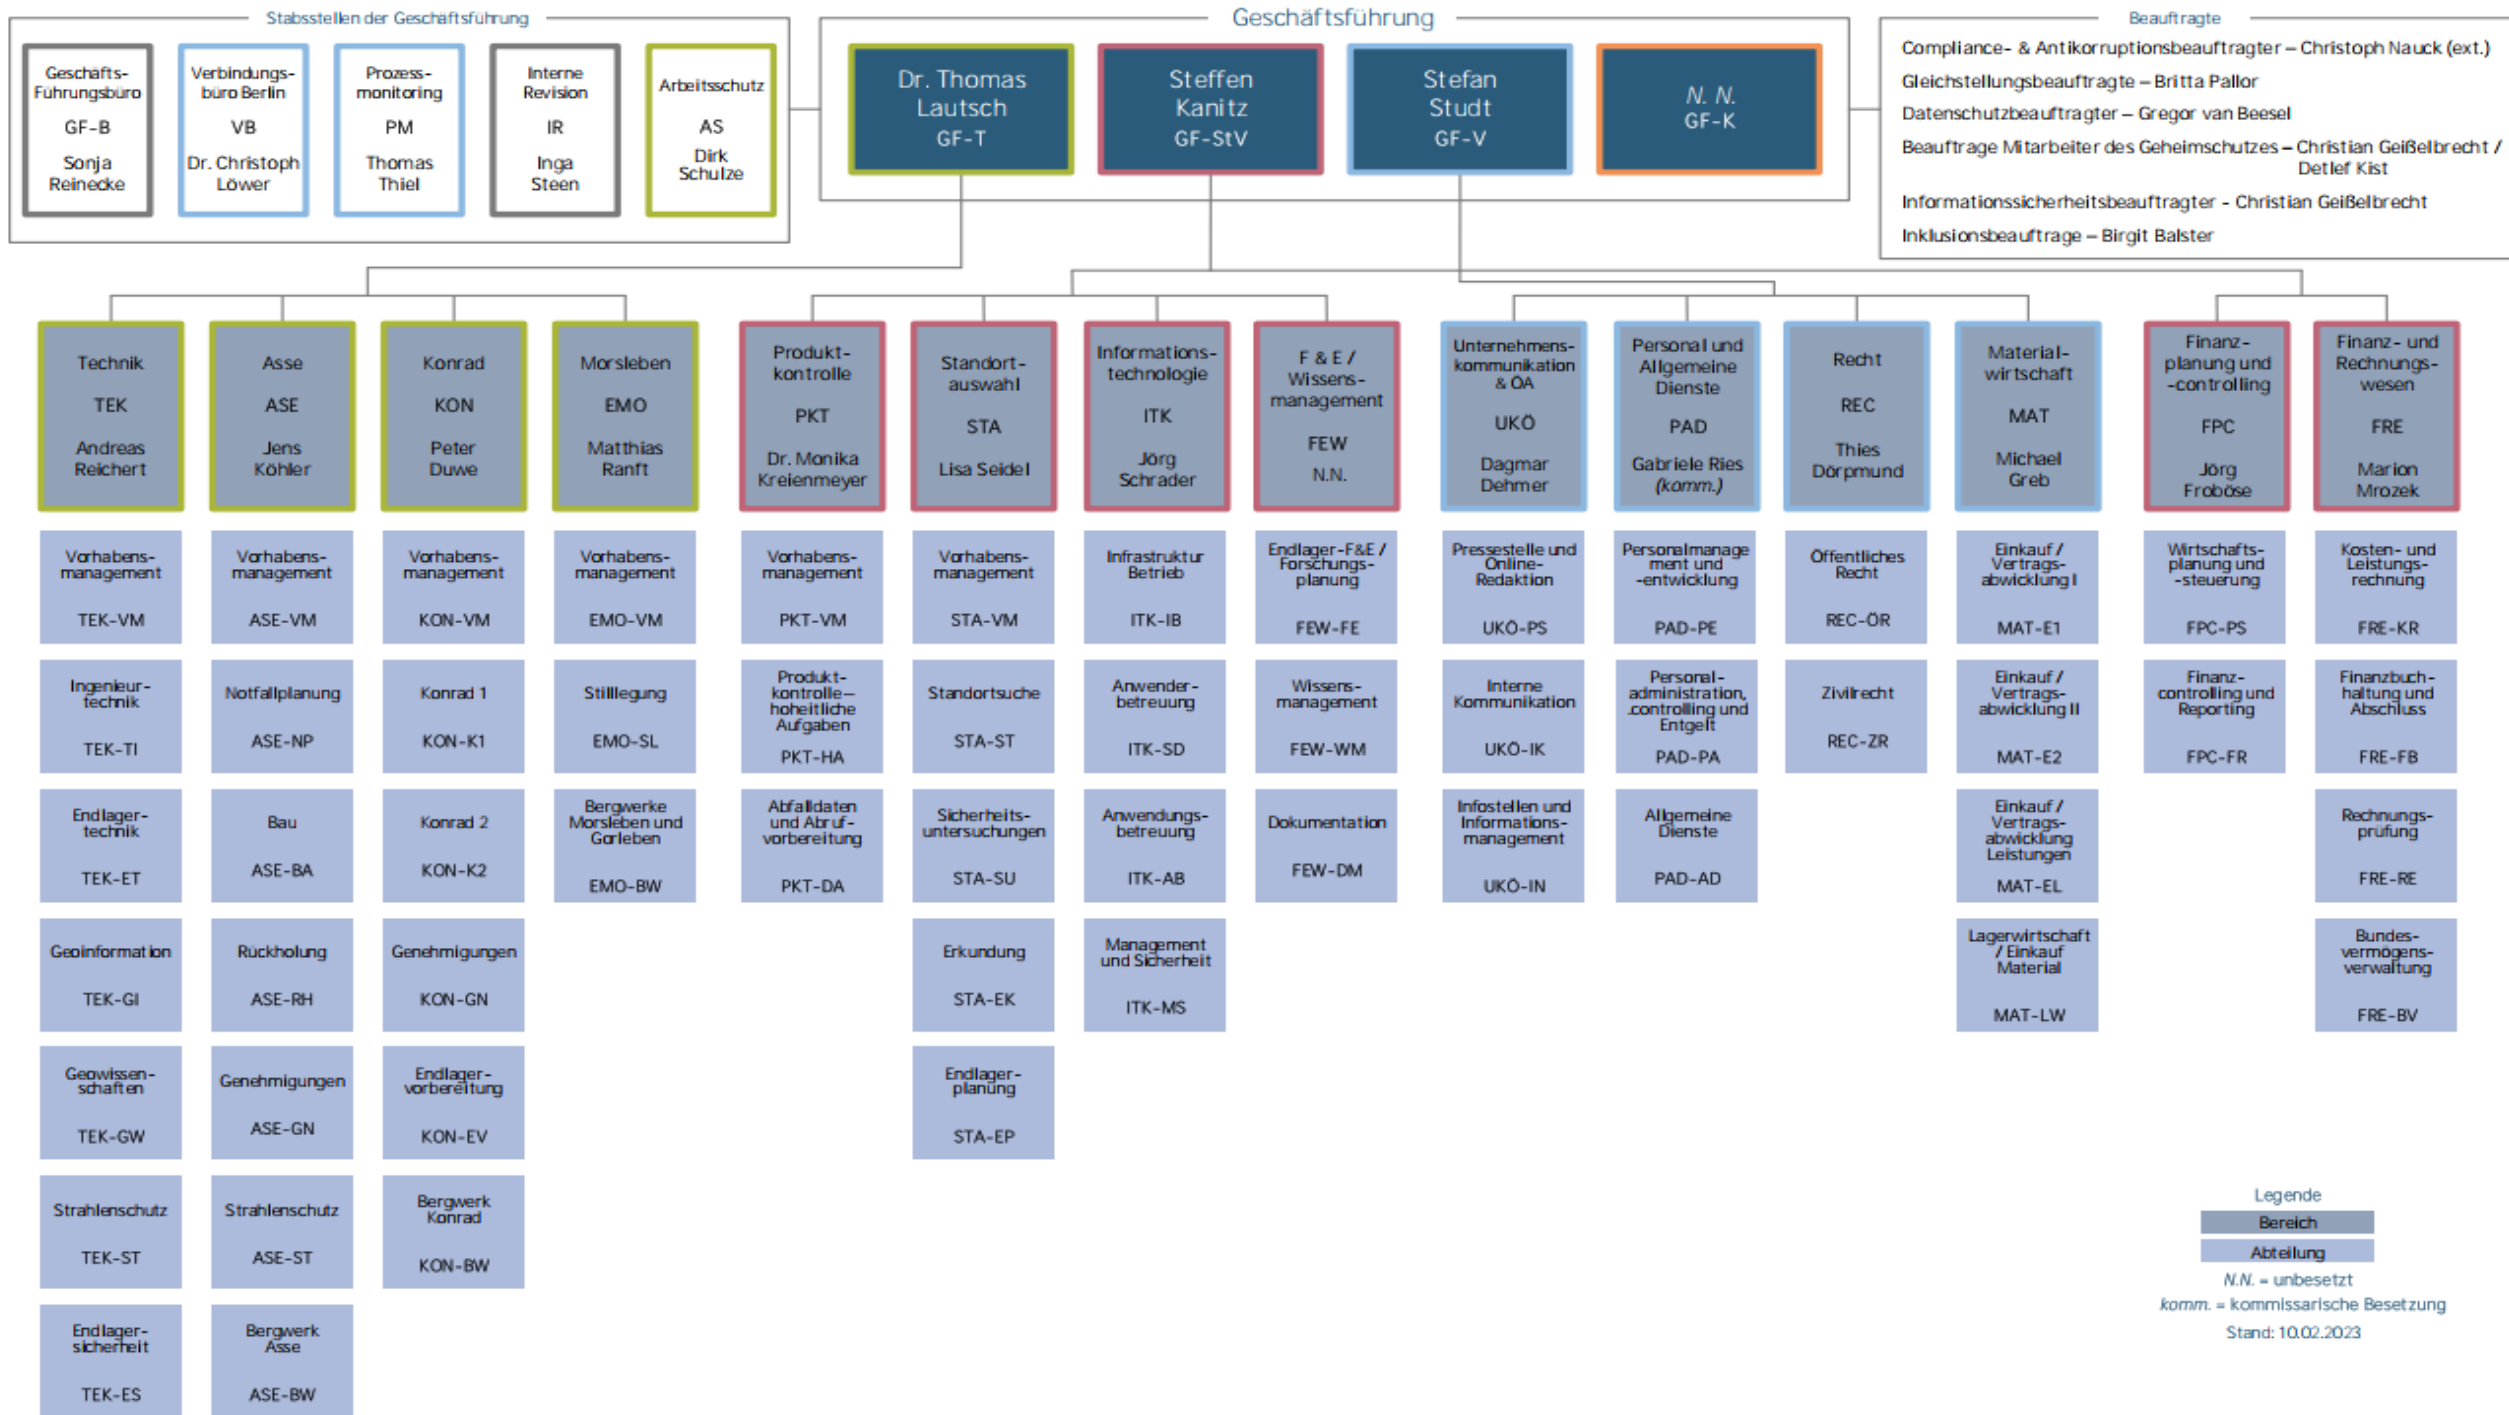 Stabsstellen der Geschäftsführung
Geschäfts-
Führungsbüro
GF-B
Sonja
Reinecke
Verbindungs-
büro Berlin
VB
Dr. Christoph
Löwer
Prozess-
monitoring
PM
Thomas
Thiel
Interne
Revision
IR
Inga
Steen
Arbeitsschutz
AS
Dirk
Schulze
Geschäftsführung
Dr. Thomas
Lautsch
GF-T
Steffen
Kanitz
GF-StV
Stefan
Studt
GF-V
N. N.
GF-K
Beauftragte
Compliance- & Antikorruptionsbeauftragter – Christoph Nauck (ext.)
Gleichstellungsbeauftragte – Britta Pallor
Datenschutzbeauftragter – Gregor van Beesel
Beauftrage Mitarbeiter des Geheimschutzes – Christian Geißelbrecht /
Detlef Kist
Informationssicherheitsbeauftragter - Christian Geißelbrecht
Inklusionsbeauftrage – Birgit Balster
Technik
TEK
Andreas
Reichert
Asse
ASE
Jens
Köhler
Konrad
KON
Peter
Duwe
Morsleben
EMO
Matthias
Ranft
Produkt-
kontrolle
PKT
Dr. Monika
Kreienmeyer
Standort-
auswahl
STA
Lisa Seidel
Informations-
technologie
ITK
Jörg
Schrader
F & E /
Wissens-
management
FEW
N.N.
Unternehmens-
kommunikation
& ÖA
UKÖ
Dagmar
Dehmer
Personal und
Allgemeine
Dienste
PAD
Gabriele Ries
(komm.)
Recht
REC
Thies
Dörpmund
Material-
wirtschaft
MAT
Michael
Greb
Finanz-
planung und
-controlling
FPC
Jörg
Froböse
Finanz- und
Rechnungs-
wesen
FRE
Marion
Mrozek
Vorhabens-
management
TEK-VM
Vorhabens-
management
ASE-VM
Vorhabens-
management
KON-VM
Vorhabens-
management
EMO-VM
Vorhabens-
management
PKT-VM
Vorhabens-
management
STA-VM
Infrastruktur
Betrieb
ITK-IB
Endlager-F&E /
Forschungs-
planung
FEW-FE
Pressestelle und
Online-
Redaktion
UKÖ-PS
Personalmanage
ment und
-entwicklung
PAD-PE
Öffentliches
Recht
REC-ÖR
Einkauf /
Vertrags-
abwicklung I
MAT-E1
Wirtschafts-
planung und
-steuerung
FPC-PS
Kosten- und
Leistungs-
rechnung
FRE-KR
Ingenieur-
technik
TEK-TI
Notfallplanung
ASE-NP
Konrad 1
KON-K1
Stilllegung
EMO-SL
Produkt-
kontrolle–
hoheitliche
Aufgaben
PKT-HA
Standortsuche
STA-ST
Anwender-
betreuung
ITK-SD
Wissens-
management
FEW-WM
Interne
Kommunikation
UKÖ-IK
Personal-
administration,
.controlling und
Entgelt
PAD-PA
Zivilrecht
REC-ZR
Einkauf /
Vertrags-
abwicklung II
MAT-E2
Finanz-
controlling und
Reporting
FPC-FR
Finanzbuch-
haltung und
Abschluss
FRE-FB
Endlager-
technik
TEK-ET
Bau
ASE-BA
Konrad 2
KON-K2
Bergwerke
Morsleben und
Gorleben
EMO-BW
Abfalldaten
und Abruf-
vorbereitung
PKT-DA
Sicherheits-
untersuchungen
STA-SU
Anwendungs-
betreuung
ITK-AB
Dokumentation
FEW-DM
Infostellen und
Informations-
management
UKÖ-IN
Allgemeine
Dienste
PAD-AD
Einkauf /
Vertrags-
abwicklung
Leistungen
MAT-EL
Rechnungs-
prüfung
FRE-RE
Geoinformation
TEK-GI
Rückholung
ASE-RH
Genehmigungen
KON-GN
Erkundung
STA-EK
Management
und Sicherheit
ITK-MS
Lagerwirtschaft
/ Einkauf
Material
MAT-LW
Bundes-
vermögens-
verwaltung
FRE-BV
Geowissen-
schaften
TEK-GW
Genehmigungen
ASE-GN
Endlager-
vorbereitung
KON-EV
Endlager-
planung
STA-EP
Strahlenschutz
TEK-ST
Strahlenschutz
ASE-ST
Bergwerk
Konrad
KON-BW
Endlager-
sicherheit
TEK-ES
Bergwerk
Asse
ASE-BW
Legende
Bereich
Abteilung
N.N. = unbesetzt
komm. = kommissarische Besetzung
Stand: 10.02.2023